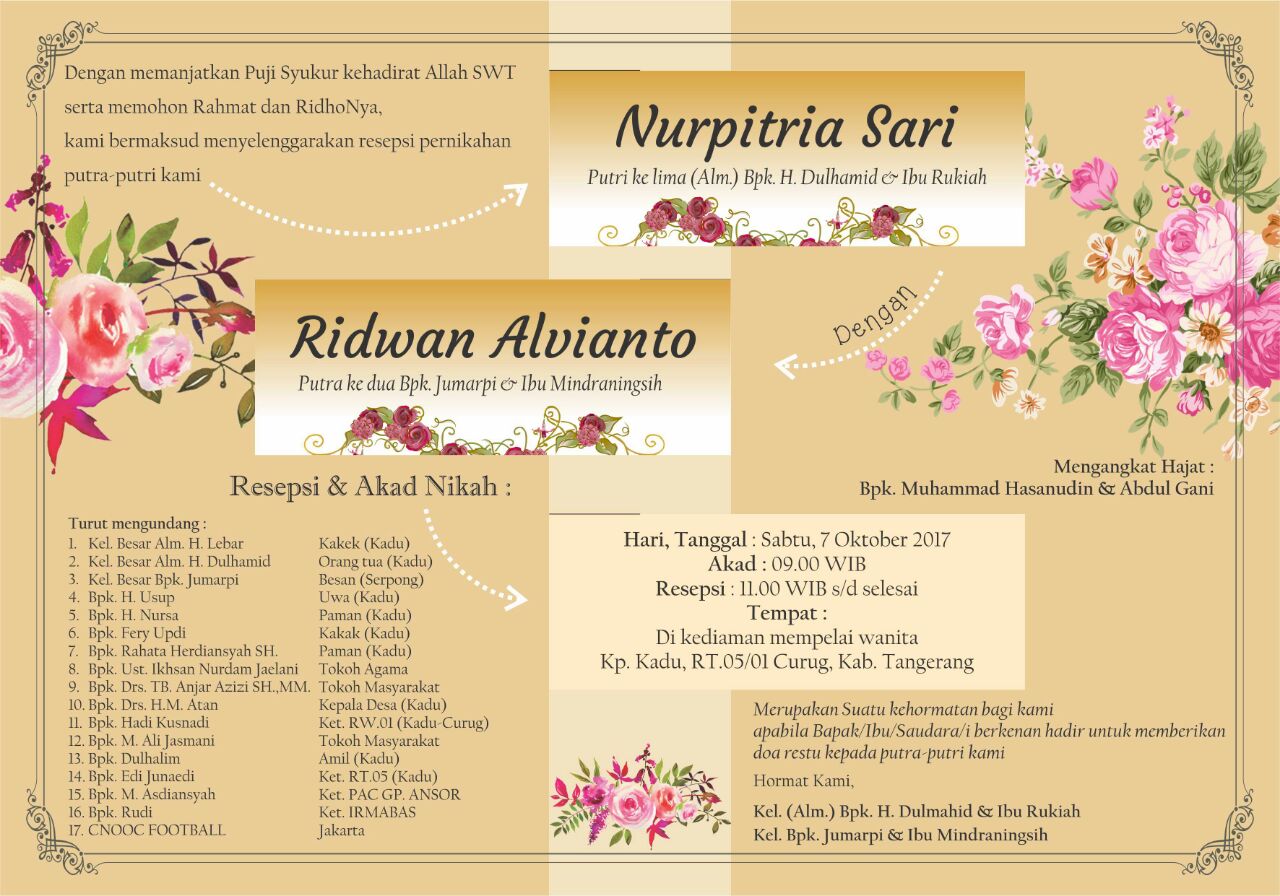 Dengan memanjatkan Puji Syukur kehadirat Allah SWT
serta memohon Rahmat dan RidhoNya,
kami bermaksud menyelenggarakan resepsi pernikahan
putra-putri kami
Nurpitria Sari
Putri ke lima (Alm.) Bpk. H. Dulhamid & Ibu Rukiah
Dengan
Ridwan Alvianto
Putra ke dua Bpk. Jumarpi & Ibu Mindraningsih
Mengangkat Hajat :
Bpk. Muhammad Hasanudin & Abdul Gani
Resepsi & Akad Nikah :
Turut mengundang :
1. Kel. Besar Alm. H. Lebar Kakek (Kadu)
2. Kel. Besar Alm. H. Dulhamid Orang tua (Kadu)
3. Kel. Besar Bpk. Jumarpi Besan (Serpong)
4. Bpk. H. Usup Uwa (Kadu)
5. Bpk. H. Nursa Paman (Kadu)
6. Bpk. Fery Updi Kakak (Kadu)
7. Bpk. Rahata Herdiansyah SH. Paman (Kadu)
8. Bpk. Ust. Ikhsan Nurdam Jaelani Tokoh Agama
9. Bpk. Drs. TB. Anjar Azizi SH.,MM. Tokoh Masyarakat
10. Bpk. Drs. H.M. Atan Kepala Desa (Kadu)
11. Bpk. Hadi Kusnadi Ket. RW.01 (Kadu-Curug)
12. Bpk. M. Ali Jasmani Tokoh Masyarakat
13. Bpk. Dulhalim Amil (Kadu)
14. Bpk. Edi Junaedi Ket. RT.05 (Kadu)
15. Bpk. M. Asdiansyah Ket. PAC GP. ANSOR
16. Bpk. Rudi Ket. IRMABAS
17. CNOOC FOOTBALL Jakarta
Hari, Tanggal : Sabtu, 7 Oktober 2017
Akad : 09.00 WIB
Resepsi : 11.00 WIB s/d selesai
Tempat :
Di kediaman mempelai wanita
Kp. Kadu, RT.05/01 Curug, Kab. Tangerang
Merupakan Suatu kehormatan bagi kami
apabila Bapak/Ibu/Saudara/i berkenan hadir untuk memberikan
doa restu kepada putra-putri kami
Hormat Kami,
Kel. (Alm.) Bpk. H. Dulmahid & Ibu Rukiah
Kel. Bpk. Jumarpi & Ibu Mindraningsih